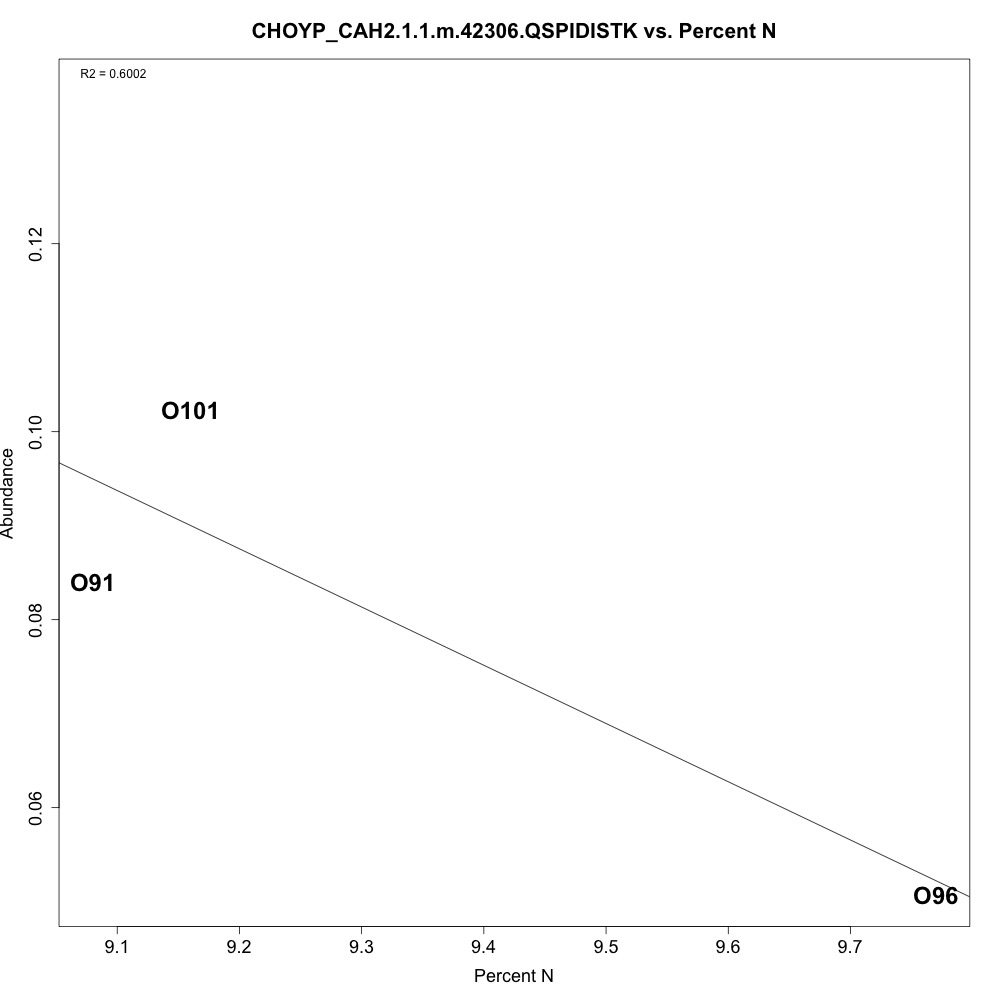 CHOYP_CAH2.1.1.m.42306.QSPIDISTK vs. Percent N
R2 = 0.6002
0.12
O101
0.10
Abundance
O91
0.08
0.06
O96
9.1 9.2 9.3 9.4 9.5 9.6 9.7
Percent N